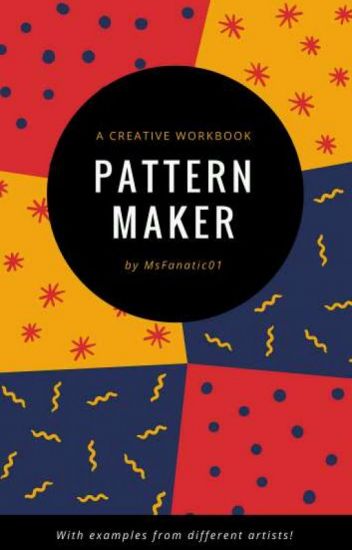 A CREATIVE WORKBOOK
PATTERN
MAKER
by MsFanatic01
With examples from different artists!